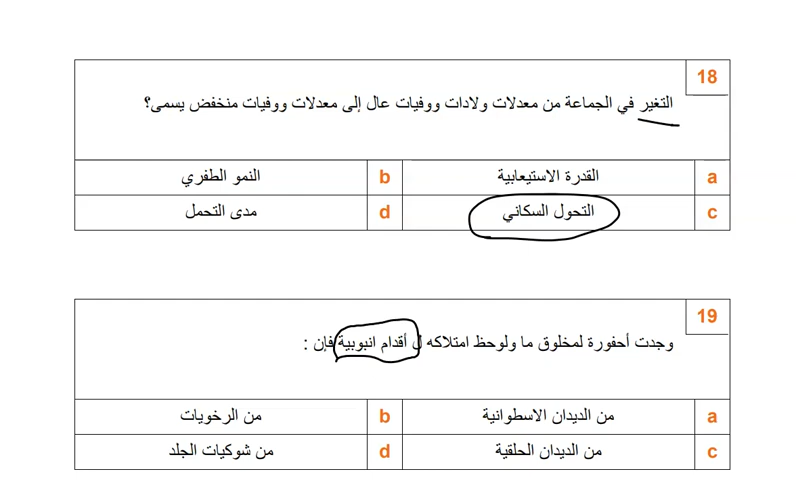 18
التغير في الجماعة من معدلات ولادات ووفيات عال إلى معدلات ووفيات منخفض يسمى؟
a القدرة الاستيعابية b النمو الطفري
c التحول السكاني d مدى التحمل
19
وجدت أحفورة لمخلوق ما ولوحظ امتلاكه ل أقدام انبوبية فإن :
a من الديدان الاسطوانية b من الرخويات
c من الديدان الحلقية d من شوكيات الجلد